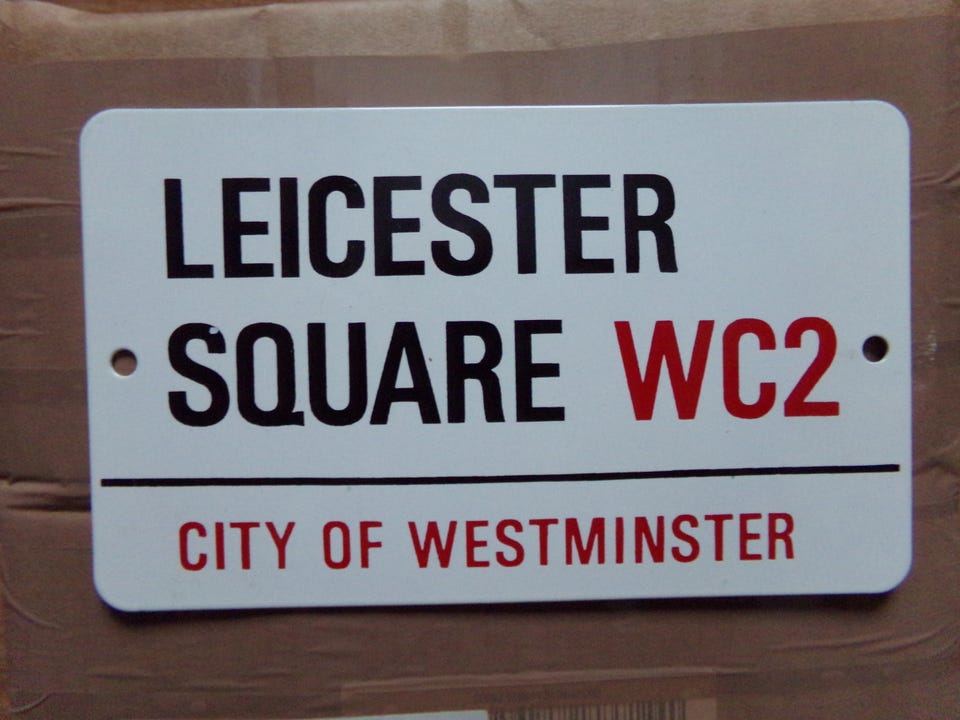 LEICESTER
SQUARE WC2
CITY OF WESTMINSTER